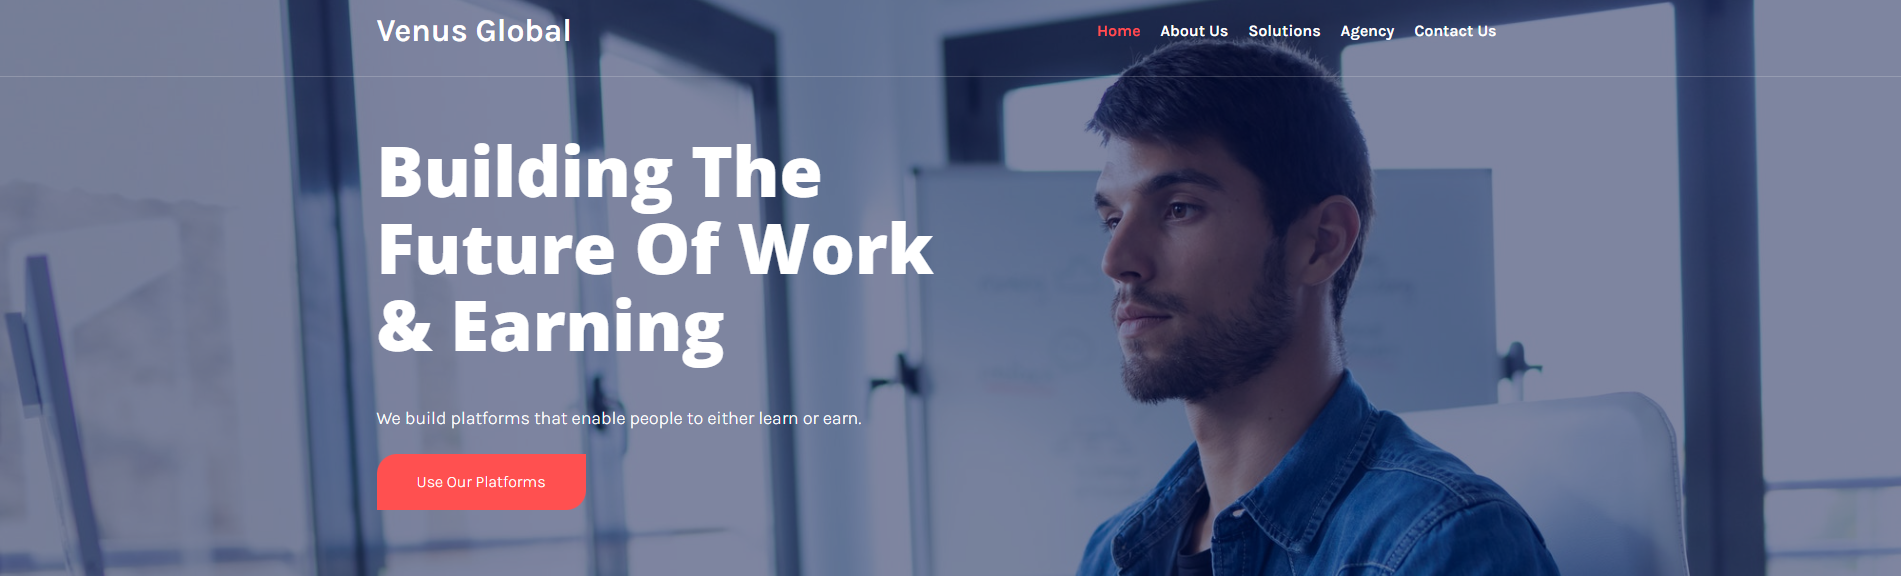 Venus Global
Home About Us Solutions Agency Contact Us
Building The
Future Of Work
& Earning
We build platforms that enable people to either learn or earn.
Use Our Platforms